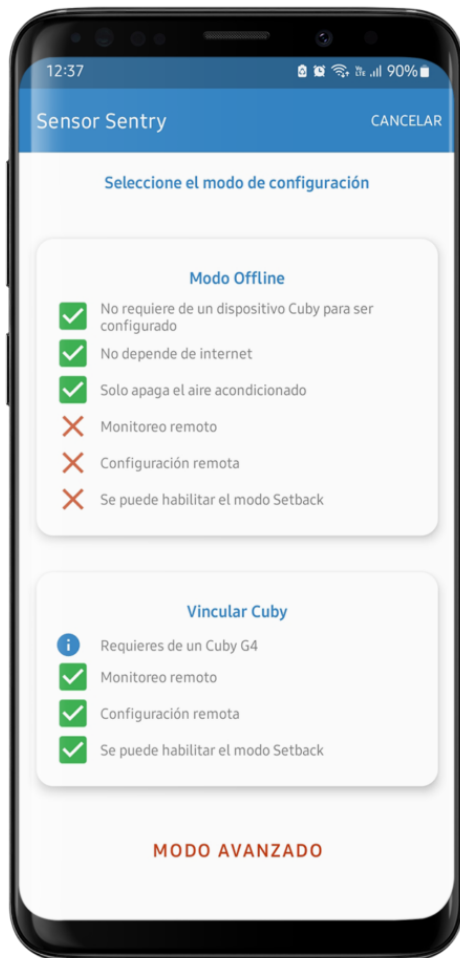 12:37
90%
Sensor Sentry
CANCELAR
Seleccione el modo de configuración
Modo Offline
No requiere de un dispositivo Cuby para ser
configurado
No depende de internet
Solo apaga el aire acondicionado
Monitoreo remoto
Configuración remota
Se puede habilitar el modo Setback
Vincular Cuby
Requieres de un Cuby G4
Monitoreo remoto
Configuración remota
Se puede habilitar el modo Setback
MODO AVANZADO